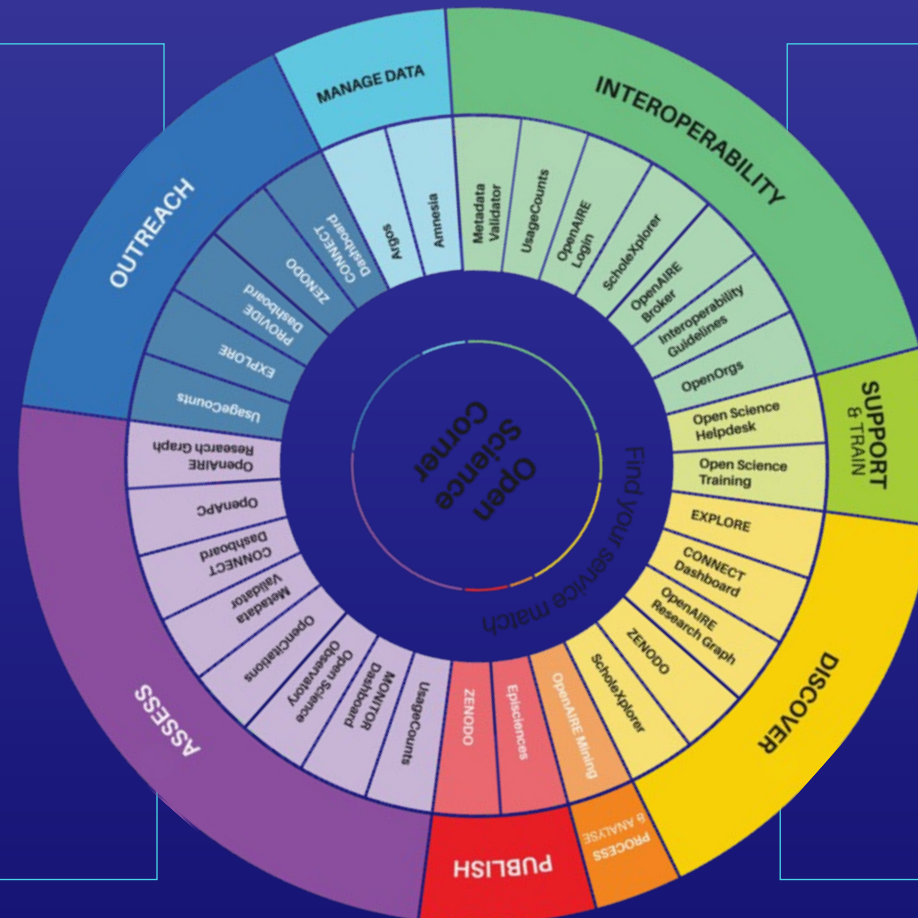 MANAGE DATA
Argos
Amnesia
INTEROPERABILITY
Metadata
Validator
UsageCounts
OpenAIRE
Login
ScholeXplorer
OpenAIRE
Broker
Interoperability
Guidelines
OpenOrgs
SUPPORT
& TRAIN
Open Science
Helpdesk
Open Science
Training
DISCOVER
EXPLORE
CONNECT
Dashboard
OpenAIRE
Research Graph
ZENODO
ScholeXplorer
PROCESS
& ANALYSE
OpenAIRE Mining
PUBLISH
Episciences
ZENODO
ASSESS
UsageCounts
MONITOR
Dashboard
Open Science
Observatory
OpenCitations
Metadata
Validator
CONNECT
Dashboard
OpenAPC
OpenAIRE
Research Graph
OUTREACH
UsageCounts
EXPLORE
PROVIDE
Dashboard
ZENODO
CONNECT
Dashboard
Open
Science
Corner
Find your service match